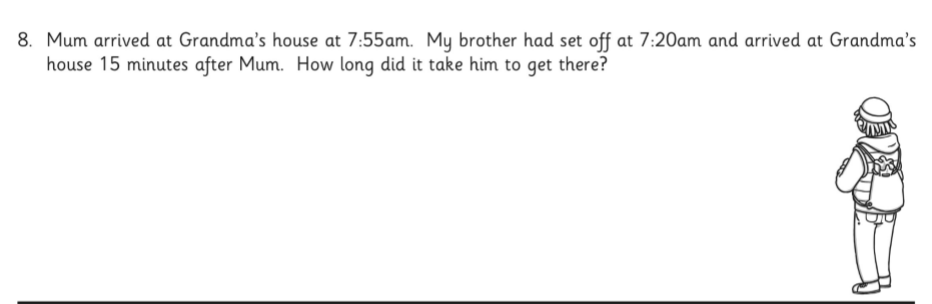 8. Mum arrived at Grandma's house at 7:55am. My brother had set off at 7:20am and arrived at Grandma's
house 15 minutes after Mum. How long did it take him to get there?